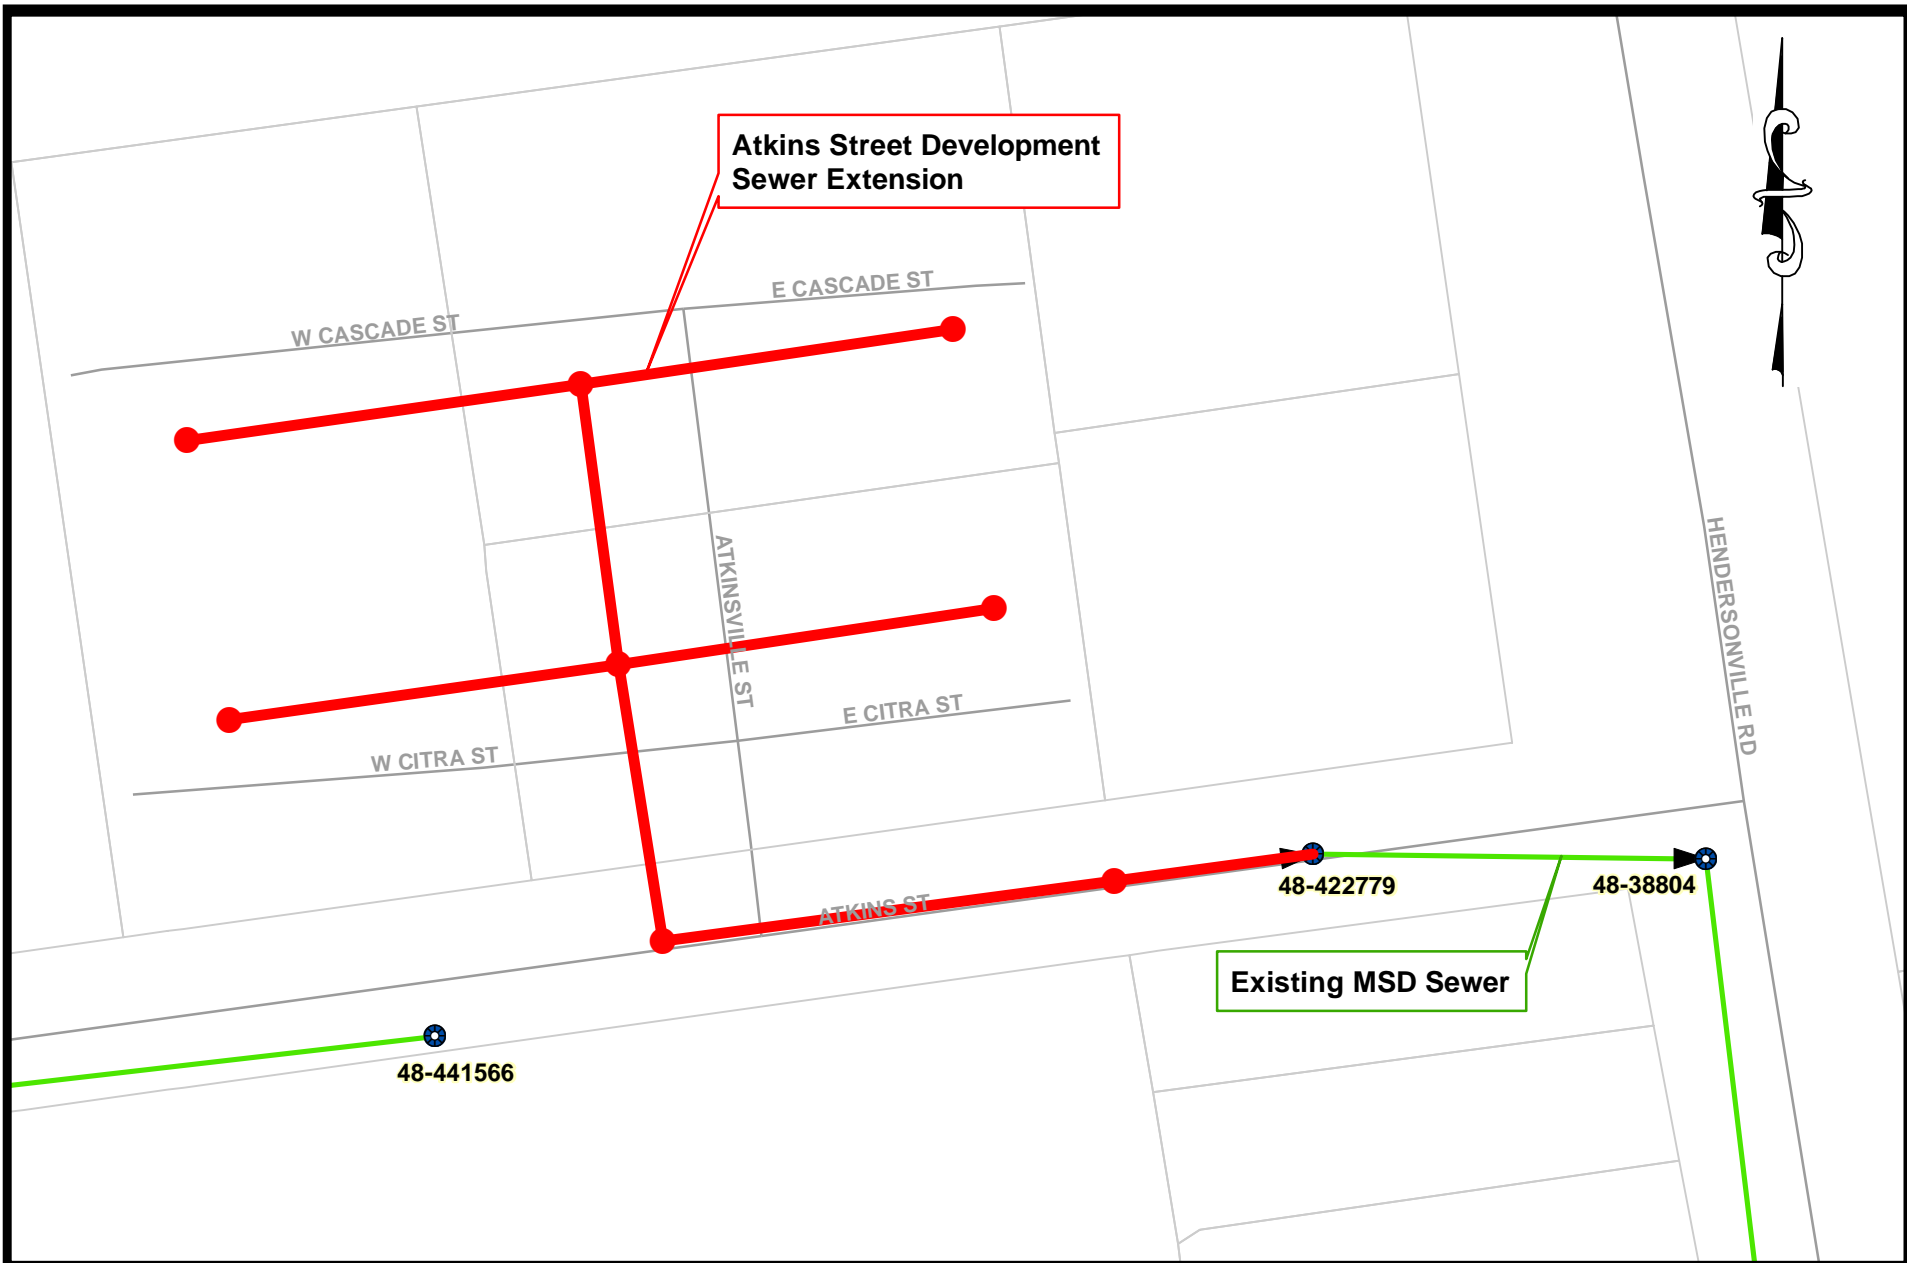 Atkins Street Development
Sewer Extension
E CASCADE ST
W CASCADE ST
ATKINSVILLE ST
HENDERSONVILLE RD
E CITRA ST
W CITRA ST
ATKINS ST
48-422779
48-38804
Existing MSD Sewer
48-441566